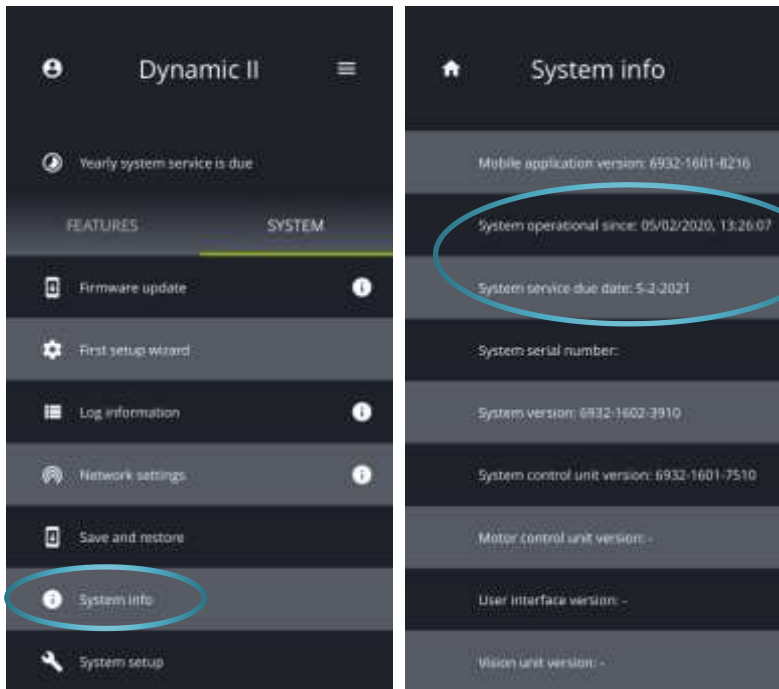 Dynamic II
Yearly system service is due
FEATURES
SYSTEM
Firmware update
First setup wizard
Log information
Network settings
Save and restore
System info
System setup
System info
Mobile application version: 6932-1601-8216
System operational since: 05/02/2020, 13:26:07
System service due date: 5-2-2021
System serial number:
System version: 6932-1602-3910
System control unit version: 6932-1601-7510
Motor control unit version: -
User interface version: -
Vision unit version: -